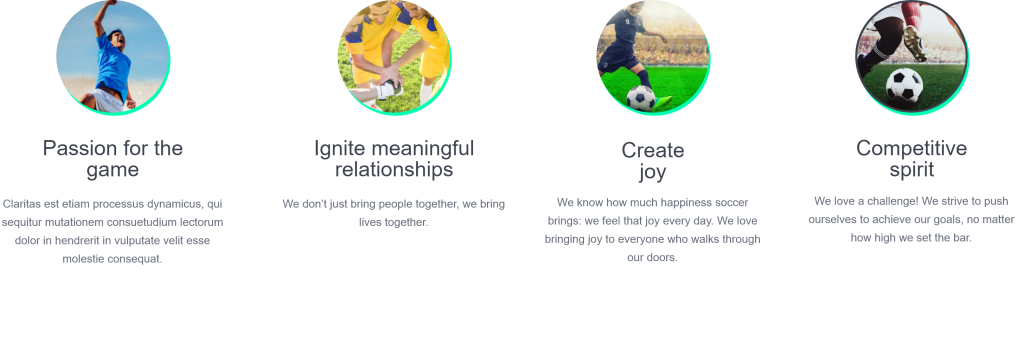 9
Passion for the
game
Claritas est etiam processus dynamicus, qui
sequitur mutationem consuetudium lectorum
dolor in hendrerit in vulputate velit esse
molestie consequat.
Ignite meaningful
relationships
We don’t just bring people together, we bring
lives together.
Create
joy
We know how much happiness soccer
brings: we feel that joy every day. We love
bringing joy to everyone who walks through
our doors.
Competitive
spirit
We love a challenge! We strive to push
ourselves to achieve our goals, no matter
how high we set the bar.